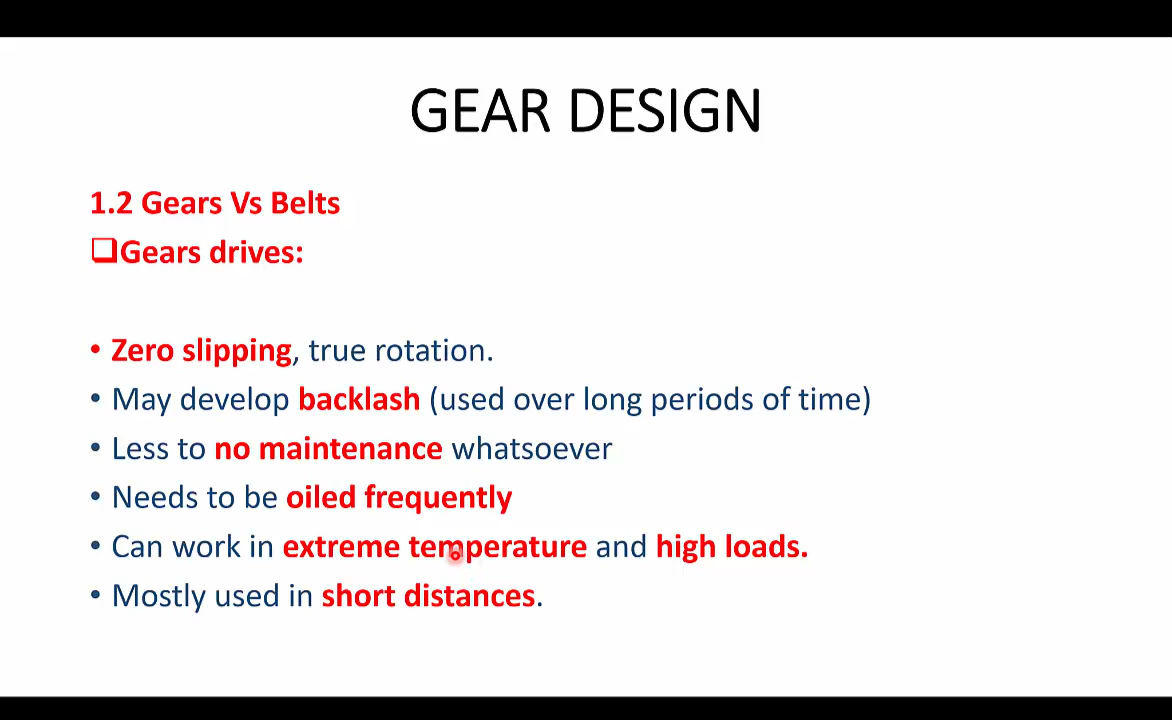 GEAR DESIGN
1.2 Gears Vs Belts
❑Gears drives:
• Zero slipping, true rotation.
• May develop backlash (used over long periods of time)
• Less to no maintenance whatsoever
• Needs to be oiled frequently
• Can work in extreme temperature and high loads.
• Mostly used in short distances.